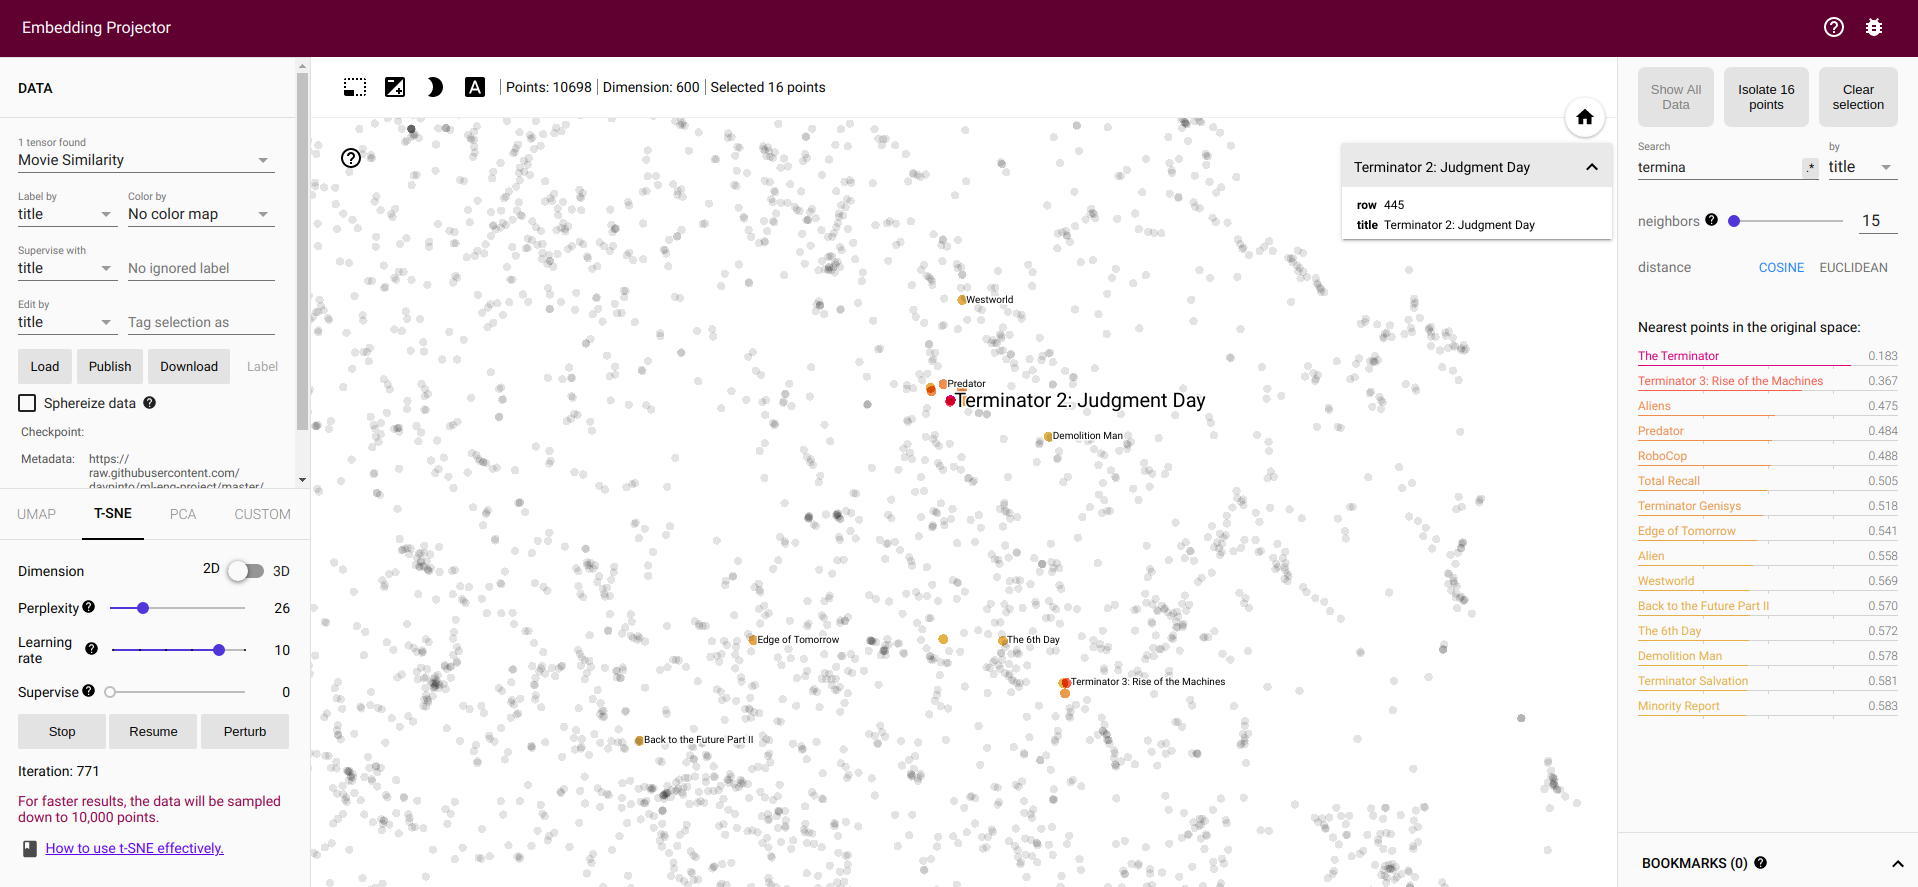 Embedding Projector
DATA
1 tensor found
Movie Similarity
Label by
title
Color by
No color map
Supervise with
title
No ignored label
Edit by
title
Tag selection as
Load
Publish
Download
Label
Sphereize data
Checkpoint:
Metadata:
https://
raw.githubusercontent.com/
davpinto/ml-eng-project/master/
UMAP
T-SNE
PCA
CUSTOM
Dimension
2D
3D
Perplexity
26
Learning
rate
10
Supervise
0
Stop
Resume
Perturb
Iteration: 771
For faster results, the data will be sampled
down to 10,000 points.
How to use t-SNE effectively.
A
Points: 10698
Dimension: 600
Selected 16 points
Westworld
Predator
Terminator 2: Judgment Day
Demolition Man
Edge of Tomorrow
The 6th Day
Terminator 3: Rise of the Machines
Back to the Future Part II
Terminator 2: Judgment Day
row 445
title Terminator 2: Judgment Day
Show All
Data
Isolate 16
points
Clear
selection
Search
termina
.*
by
title
neighbors
15
distance
COSINE
EUCLIDEAN
Nearest points in the original space:
The Terminator 0.183
Terminator 3: Rise of the Machines 0.367
Aliens 0.475
Predator 0.484
RoboCop 0.488
Total Recall 0.505
Terminator Genisys 0.518
Edge of Tomorrow 0.541
Alien 0.558
Westworld 0.569
Back to the Future Part II 0.570
The 6th Day 0.572
Demolition Man 0.578
Terminator Salvation 0.581
Minority Report 0.583
BOOKMARKS (0)